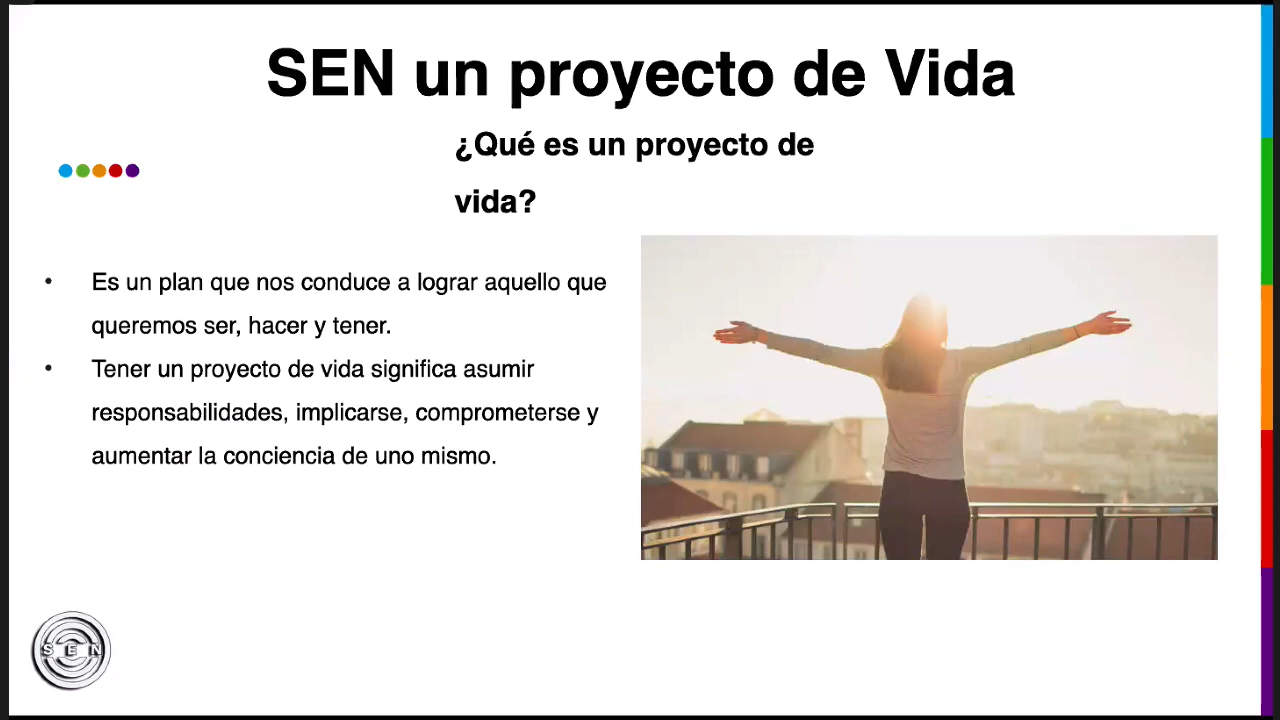 SEN un proyecto de Vida
¿Qué es un proyecto de
vida?
• Es un plan que nos conduce a lograr aquello que
queremos ser, hacer y tener.
• Tener un proyecto de vida significa asumir
responsabilidades, implicarse, comprometerse y
aumentar la conciencia de uno mismo.
SEN